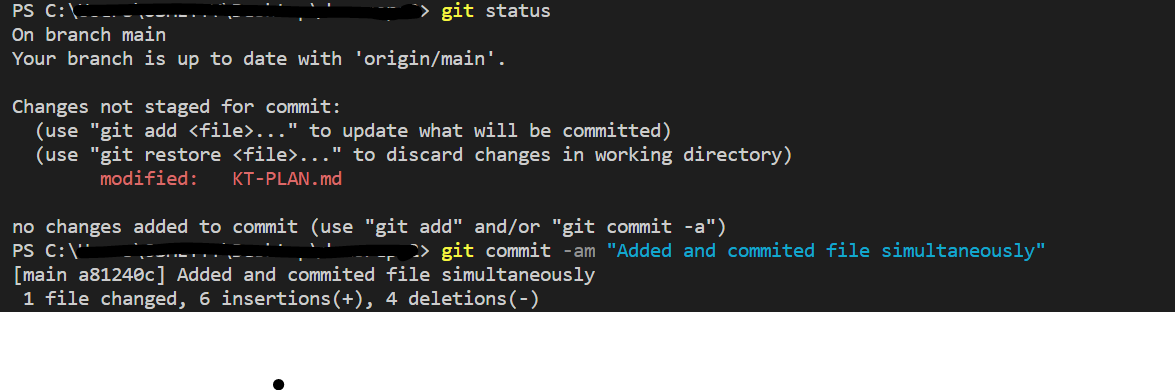 PS C:\ > git status
On branch main
Your branch is up to date with 'origin/main'.
Changes not staged for commit:
(use "git add <file>..." to update what will be committed)
(use "git restore <file>..." to discard changes in working directory)
modified: KT-PLAN.md
no changes added to commit (use "git add" and/or "git commit -a")
PS C:\ > git commit -am "Added and commited file simultaneously"
[main a81240c] Added and commited file simultaneously
1 file changed, 6 insertions(+), 4 deletions(-)